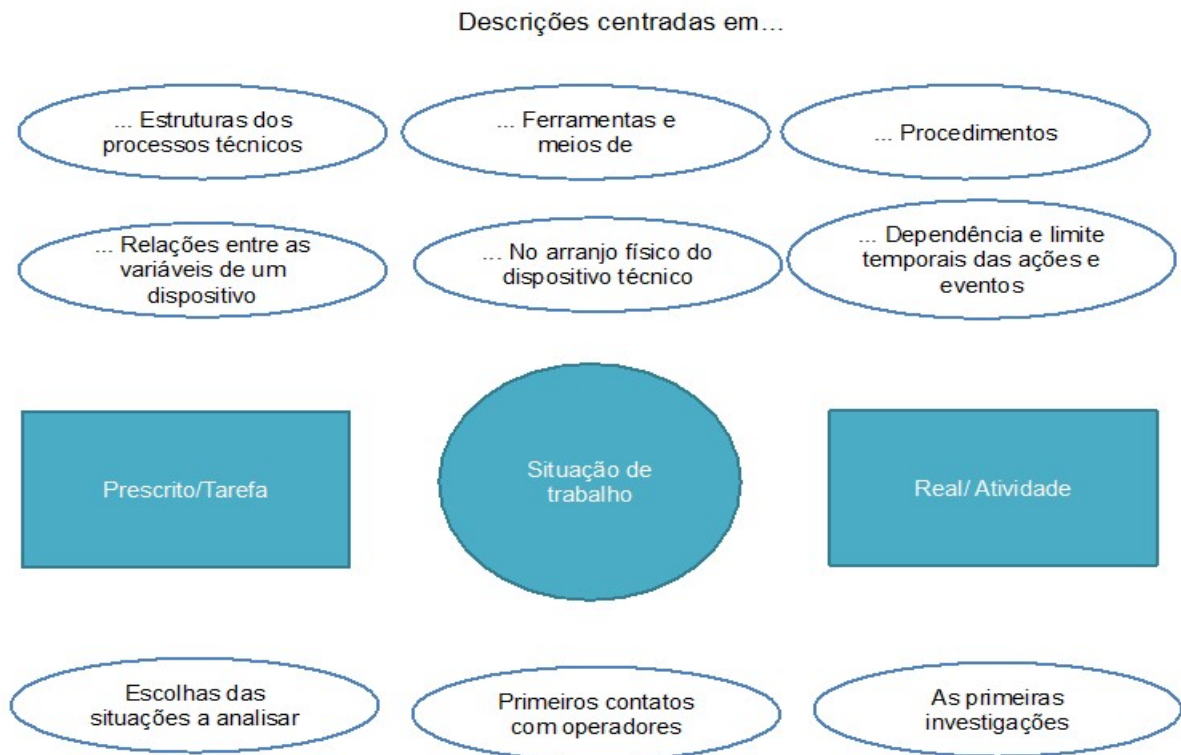 Descrições centradas em...
... Estruturas dos
processos técnicos
... Ferramentas e
meios de
... Procedimentos
... Relações entre as
variáveis de um
dispositivo
... No arranjo físico do
dispositivo técnico
... Dependência e limite
temporais das ações e
eventos
Prescrito/Tarefa
Situação de
trabalho
Real/ Atividade
Escolhas das
situações a analisar
Primeiros contatos
com operadores
As primeiras
investigações